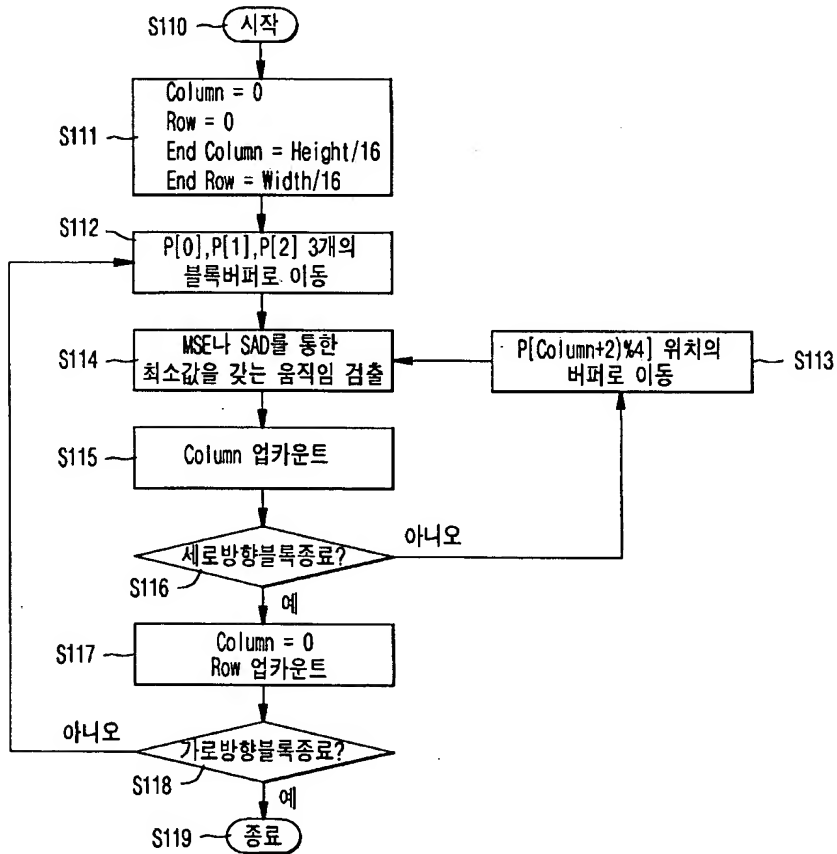 S110
시작
S111
Column = 0
Row = 0
End Column = Height/16
End Row = Width/16
S112
P[0],P[1],P[2] 3개의
블록버퍼로 이동
S114
MSE나 SAD를 통한
최소값을 갖는 움직임 검출
P[Column+2)%4] 위치의
버퍼로 이동
S113
S115
Column 업카운트
세로방향블록종료?
아니오
S116
예
S117
Column = 0
Row 업카운트
아니오
가로방향블록종료?
S118
예
S119
종료